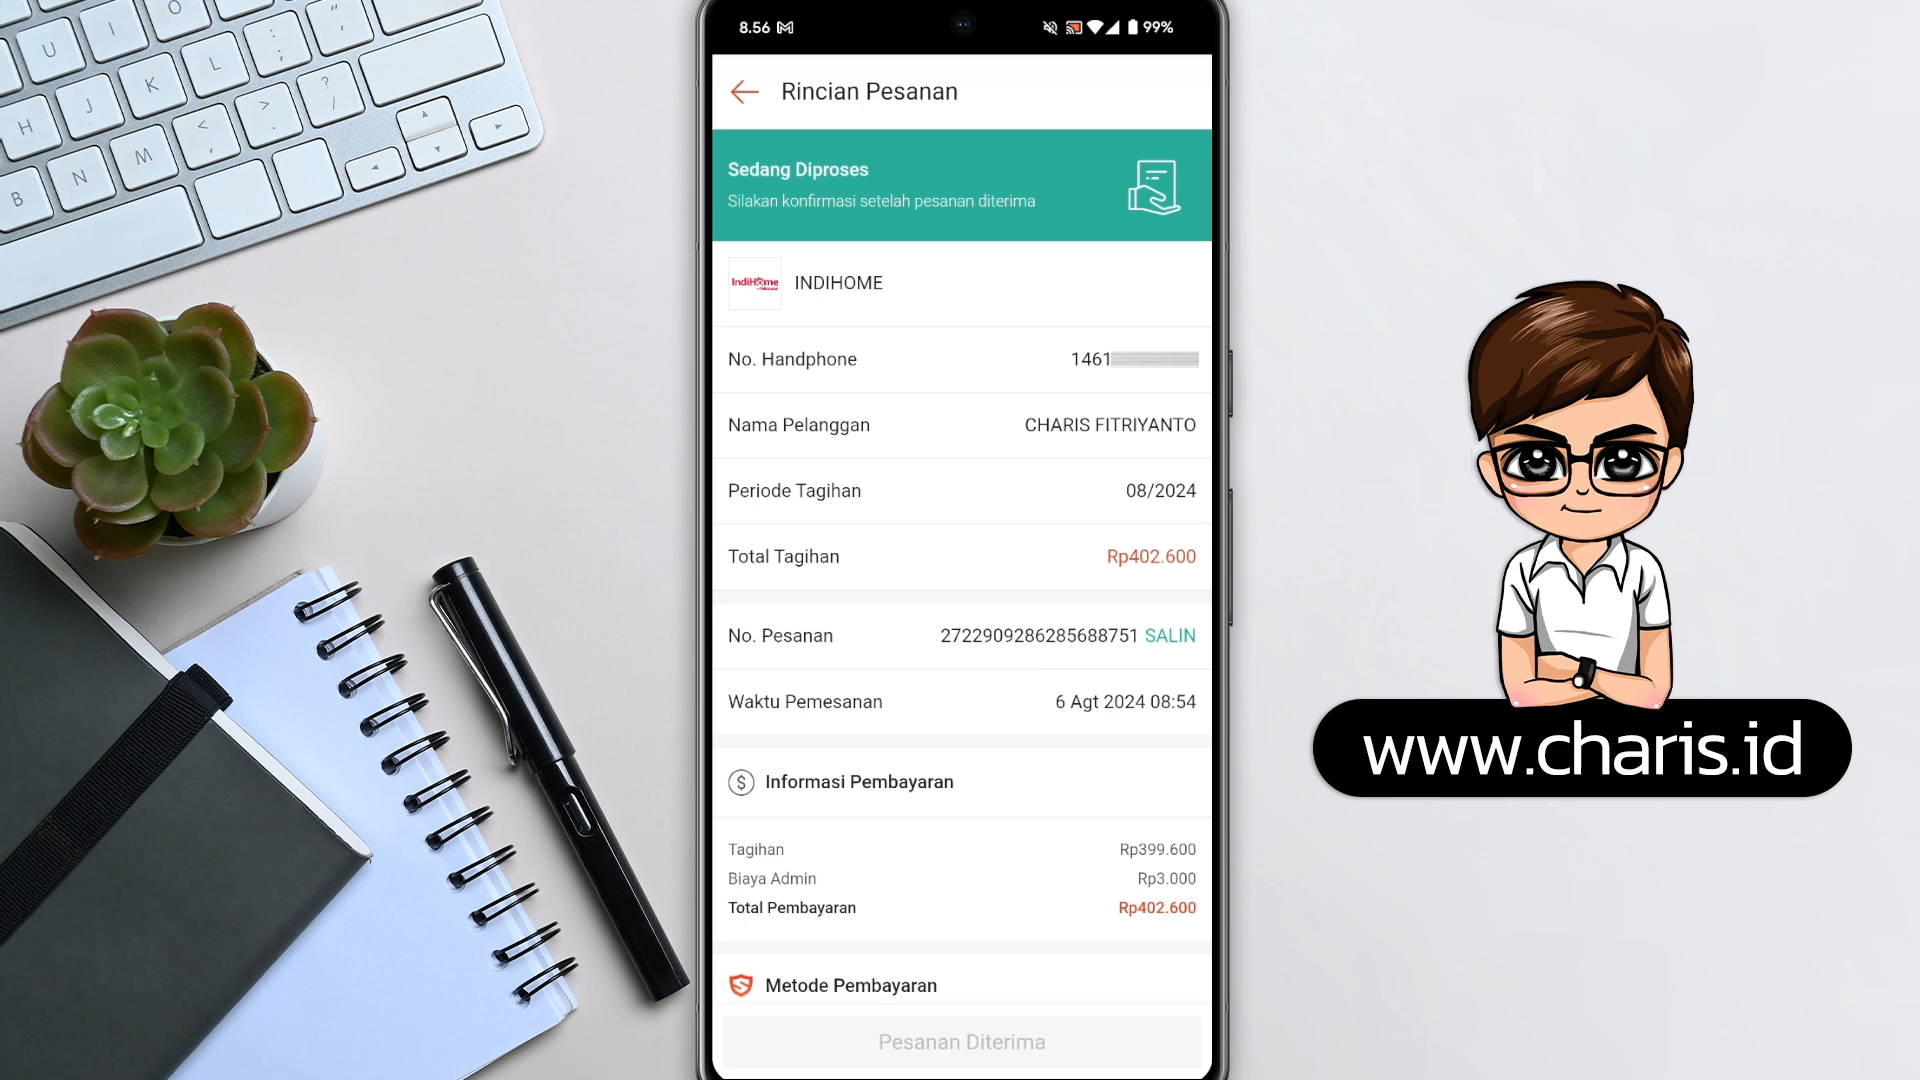 U
I
O
H
J
K
L
: ;
" '
B
N
M
< ,
> .
? /
8.56
99%
Rincian Pesanan
Sedang Diproses
Silakan konfirmasi setelah pesanan diterima
IndiHome
INDIHOME
No. Handphone 1461
Nama Pelanggan CHARIS FITRIYANTO
Periode Tagihan 08/2024
Total Tagihan Rp402.600
No. Pesanan 2722909286285688751 SALIN
Waktu Pemesanan 6 Agt 2024 08:54
Informasi Pembayaran
Tagihan Rp399.600
Biaya Admin Rp3.000
Total Pembayaran Rp402.600
Metode Pembayaran
Pesanan Diterima
www.charis.id